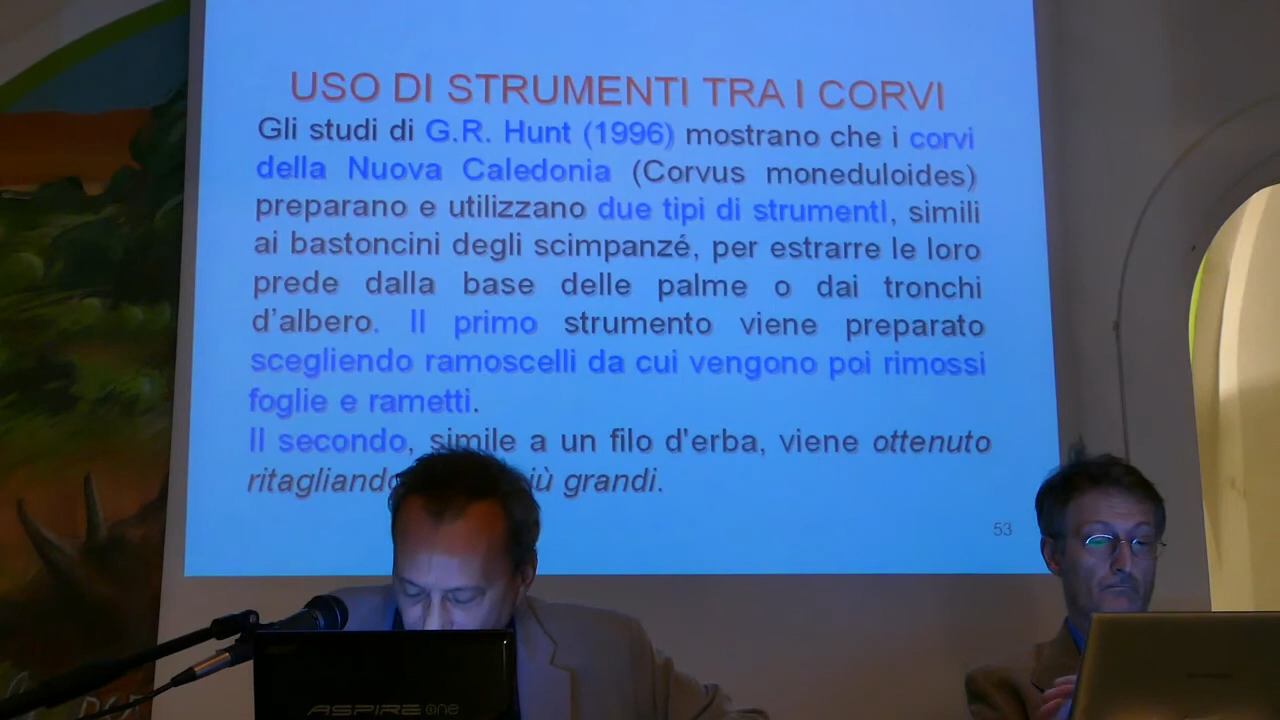 USO DI STRUMENTI TRA I CORVI
Gli studi di G.R. Hunt (1996) mostrano che i corvi
della Nuova Caledonia (Corvus moneduloides)
preparano e utilizzano due tipi di strumentI, simili
ai bastoncini degli scimpanzé, per estrarre le loro
prede dalla base delle palme o dai tronchi
d’albero. Il primo strumento viene preparato
scegliendo ramoscelli da cui vengono poi rimossi
foglie e rametti.
Il secondo, simile a un filo d'erba, viene ottenuto
ritagliando grandi.
53
ASPIRE one